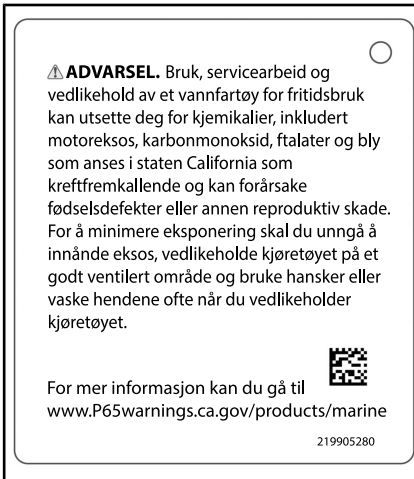 ⚠ ADVARSEL. Bruk, servicearbeid og
vedlikehold av et vannfartøy for fritidsbruk
kan utsette deg for kjemikalier, inkludert
motoreksos, karbonmonoksid, ftalater og bly
som anses i staten California som
kreftfremkallende og kan forårsake
fødselsdefekter eller annen reproduktiv skade.
For å minimere eksponering skal du unngå å
innånde eksos, vedlikeholde kjøretøyet på et
godt ventilert område og bruke hansker eller
vaske hendene ofte når du vedlikeholder
kjøretøyet.
For mer informasjon kan du gå til
www.P65warnings.ca.gov/products/marine
219905280